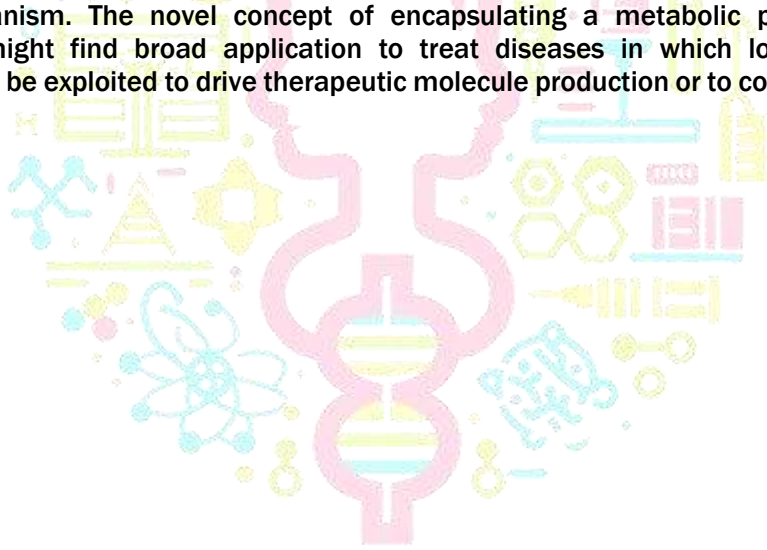 anism. The novel concept of encapsulating a metabolic p
night find broad application to treat diseases in which lo
be exploited to drive therapeutic molecule production or to co